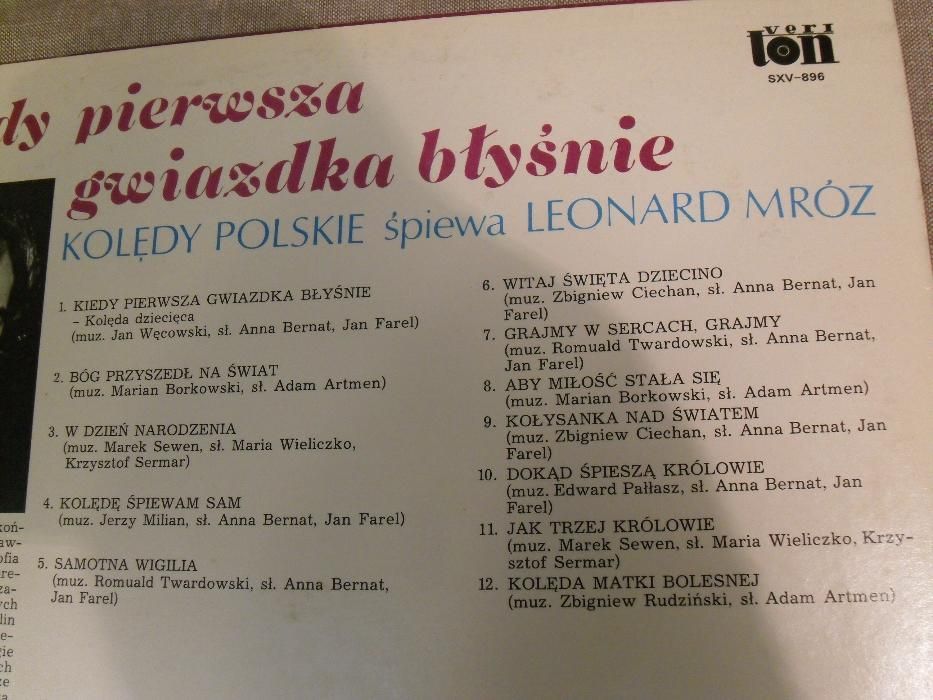 veri
ton
SXV-896
dy pierwsza
gwiazdka błyśnie
KOLĘDY POLSKIE śpiewa LEONARD MRÓZ
1. KIEDY PIERWSZA GWIAZDKA BŁYŚNIE
– Kolęda dziecięca
(muz. Jan Węcowski, sł. Anna Bernat, Jan Farel)
2. BÓG PRZYSZEDŁ NA ŚWIAT
(muz. Marian Borkowski, sł. Adam Artmen)
3. W DZIEŃ NARODZENIA
(muz. Marek Sewen, sł. Maria Wieliczko,
Krzysztof Sermar)
4. KOLĘDĘ ŚPIEWAM SAM
(muz. Jerzy Milian, sł. Anna Bernat, Jan Farel)
5. SAMOTNA WIGILIA
(muz. Romuald Twardowski, sł. Anna Bernat,
Jan Farel)
6. WITAJ ŚWIĘTA DZIECINO
(muz. Zbigniew Ciechan, sł. Anna Bernat, Jan
Farel)
7. GRAJMY W SERCACH, GRAJMY
(muz. Romuald Twardowski, sł. Anna Bernat,
Jan Farel)
8. ABY MIŁOŚĆ STAŁA SIĘ
(muz. Marian Borkowski, sł. Adam Artmen)
9. KOŁYSANKA NAD ŚWIATEM
(muz. Zbigniew Ciechan, sł. Anna Bernat, Jan
Farel)
10. DOKĄD ŚPIESZĄ KRÓLOWIE
(muz. Edward Pałłasz, sł. Anna Bernat, Jan
Farel)
11. JAK TRZEJ KRÓLOWIE
(muz. Marek Sewen, sł. Maria Wieliczko, Krzy-
sztof Sermar)
12. KOLĘDA MATKI BOLESNEJ
(muz. Zbigniew Rudziński, sł. Adam Artmen)